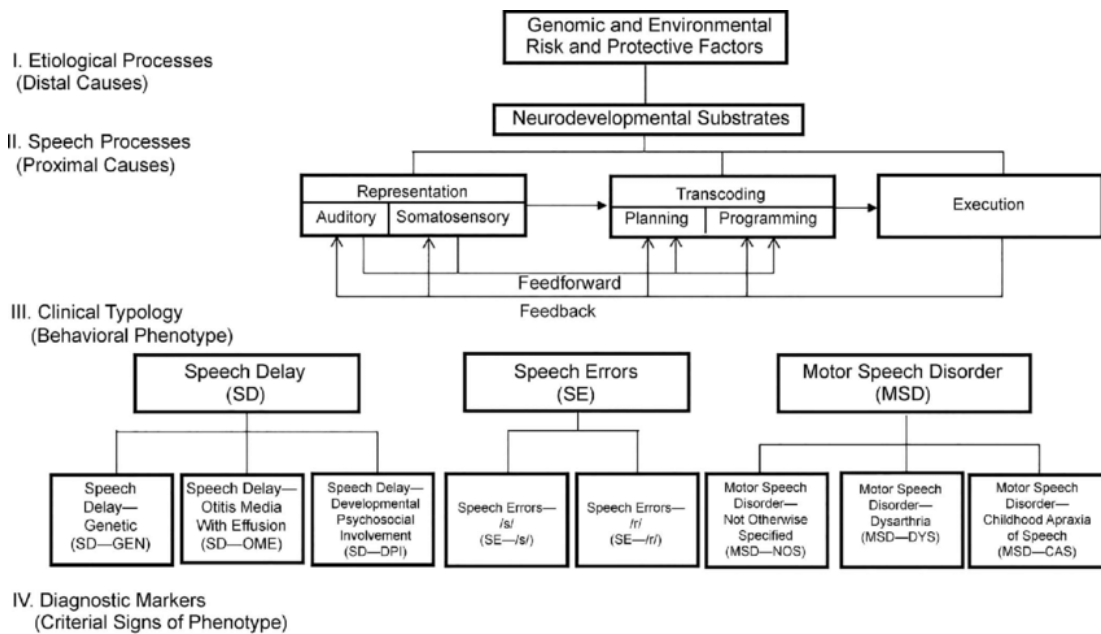 Genomic and Environmental
Risk and Protective Factors
I. Etiological Processes
(Distal Causes)
Neurodevelopmental Substrates
II. Speech Processes
(Proximal Causes)
Representation
Auditory
Somatosensory
Transcoding
Planning
Programming
Execution
Feedforward
Feedback
III. Clinical Typology
(Behavioral Phenotype)
Speech Delay
(SD)
Speech Errors
(SE)
Motor Speech Disorder
(MSD)
Speech
Delay—
Genetic
(SD—GEN)
Speech Delay—
Otitis Media
With Effusion
(SD—OME)
Speech Delay—
Developmental
Psychosocial
Involvement
(SD—DPI)
Speech Errors—
/s/
(SE—/s/)
Speech Errors—
/r/
(SE—/r/)
Motor Speech
Disorder—
Not Otherwise
Specified
(MSD—NOS)
Motor Speech
Disorder—
Dysarthria
(MSD—DYS)
Motor Speech
Disorder—
Childhood Apraxia
of Speech
(MSD—CAS)
IV. Diagnostic Markers
(Criterial Signs of Phenotype)